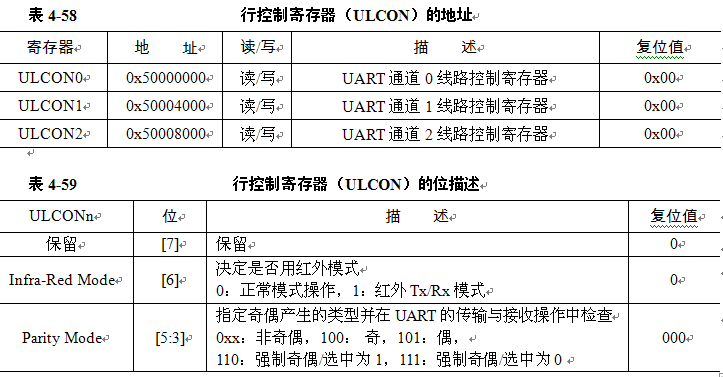 表 4-58 行控制寄存器（ULCON）的地址
寄存器 地 址 读/写 描 述 复位值
ULCON0 0x50000000 读/写 UART 通道 0 线路控制寄存器 0x00
ULCON1 0x50004000 读/写 UART 通道 1 线路控制寄存器 0x00
ULCON2 0x50008000 读/写 UART 通道 2 线路控制寄存器 0x00
表 4-59 行控制寄存器（ULCON）的位描述
ULCONn 位 描 述 复位值
保留 [7] 保留 0
Infra-Red Mode [6] 决定是否用红外模式
0：正常模式操作，1：红外 Tx/Rx 模式 0
Parity Mode [5:3] 指定奇偶产生的类型并在 UART 的传输与接收操作中检查
0xx：非奇偶，100： 奇，101：偶，
110：强制奇偶/选中为 1，111：强制奇偶/选中为 0 000